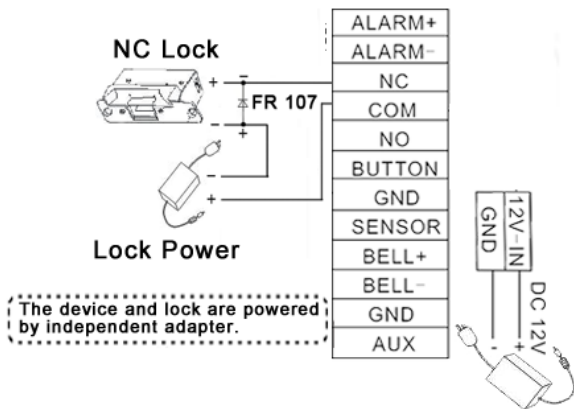 NC Lock
+
−
FR 107
−
+
−
+
Lock Power
The device and lock are powered
by independent adapter.
ALARM+
ALARM−
NC
COM
NO
BUTTON
GND
SENSOR
BELL+
BELL−
GND
AUX
GND
12V-IN
-
+
DC 12V